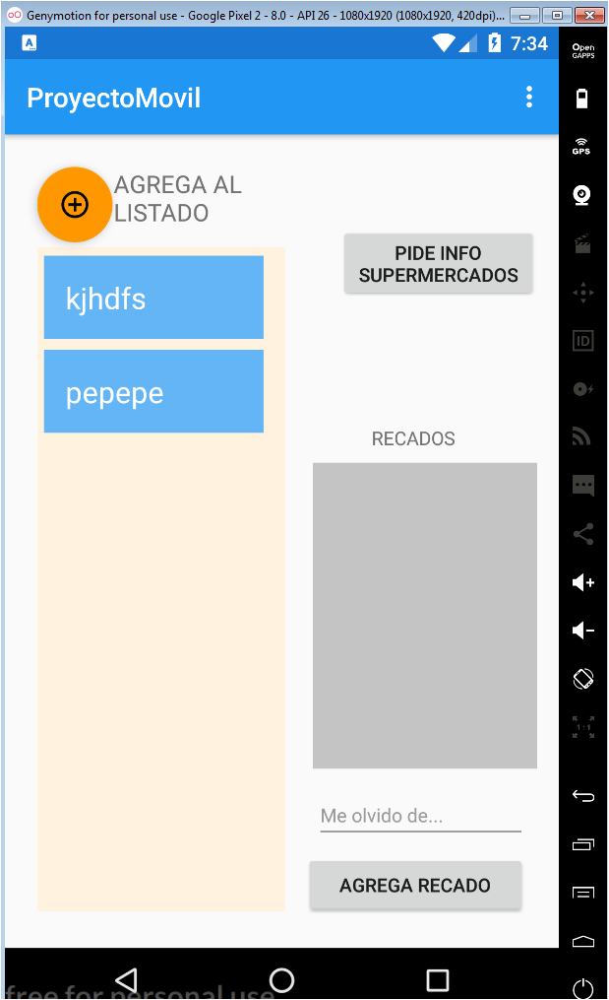 Genymotion for personal use - Google Pixel 2 - 8.0 - API 26 - 1080x1920 (1080x1920, 420dpi)...
A
7:34
Open
GAPPS
ProyectoMovil
GPS
AGREGA AL
LISTADO
PIDE INFO
SUPERMERCADOS
kjhdfs
ID
pepepe
RECADOS
1:1
Me olvido de...
AGREGA RECADO
free for personal use